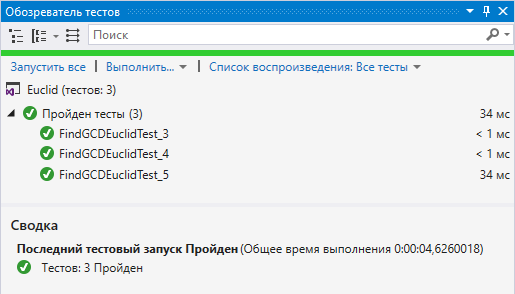 Обозреватель тестов
Поиск
Запустить все | Выполнить... | Список воспроизведения: Все тесты
Euclid (тестов: 3)
Пройден тесты (3) 34 мс
FindGCDEuclidTest_3 < 1 мс
FindGCDEuclidTest_4 < 1 мс
FindGCDEuclidTest_5 34 мс
Сводка
Последний тестовый запуск Пройден (Общее время выполнения 0:00:04,6260018)
Тестов: 3 Пройден